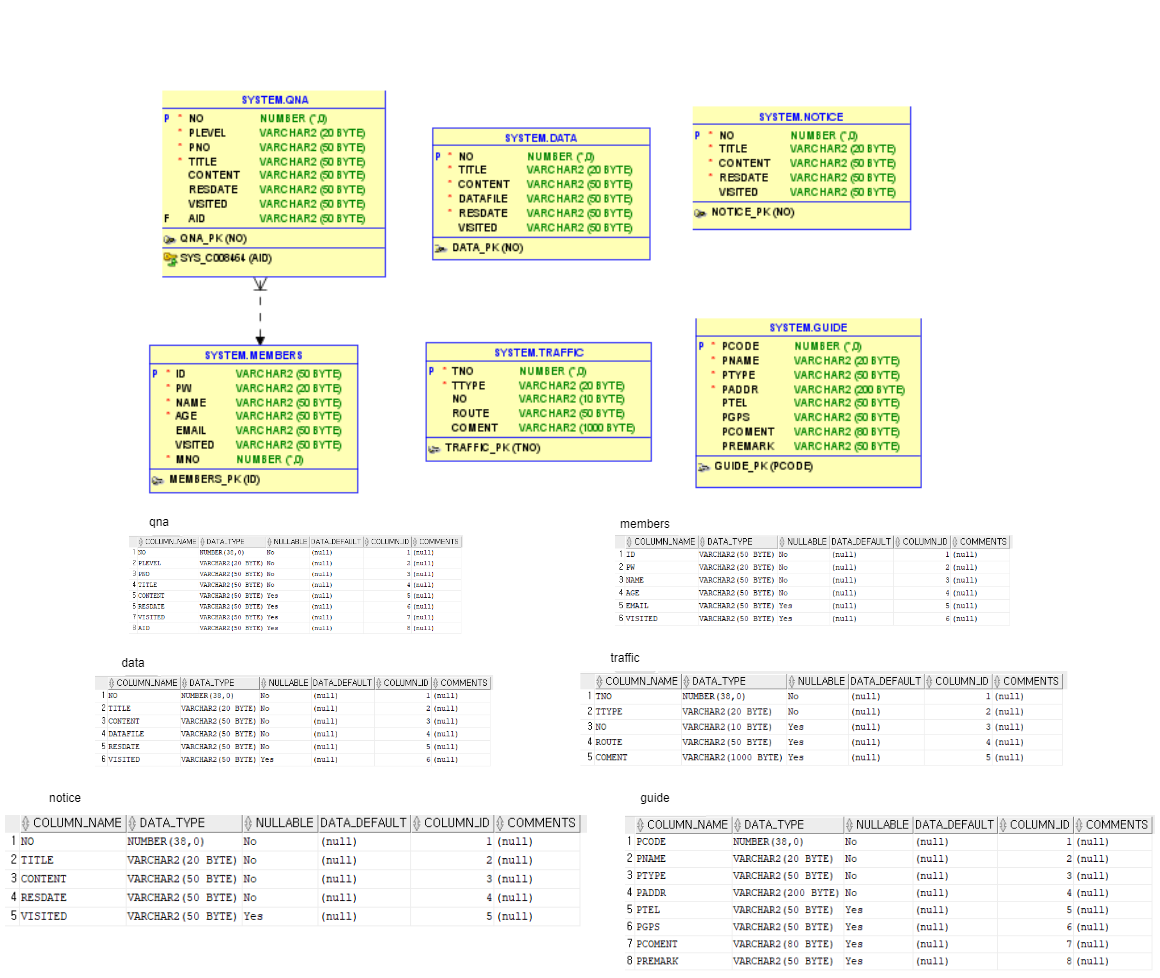 SYSTEM.QNA
P * NO NUMBER (*,0)
* PLEVEL VARCHAR2 (20 BYTE)
* PNO VARCHAR2 (50 BYTE)
* TITLE VARCHAR2 (50 BYTE)
CONTENT VARCHAR2 (50 BYTE)
RESDATE VARCHAR2 (50 BYTE)
VISITED VARCHAR2 (50 BYTE)
F AID VARCHAR2 (50 BYTE)
QNA_PK (NO)
SYS_C008464 (AID)
SYSTEM.DATA
P * NO NUMBER (*,0)
* TITLE VARCHAR2 (20 BYTE)
* CONTENT VARCHAR2 (50 BYTE)
* DATAFILE VARCHAR2 (50 BYTE)
* RESDATE VARCHAR2 (50 BYTE)
VISITED VARCHAR2 (50 BYTE)
DATA_PK (NO)
SYSTEM.NOTICE
P * NO NUMBER (*,0)
* TITLE VARCHAR2 (20 BYTE)
* CONTENT VARCHAR2 (50 BYTE)
* RESDATE VARCHAR2 (50 BYTE)
VISITED VARCHAR2 (50 BYTE)
NOTICE_PK (NO)
SYSTEM.MEMBERS
P * ID VARCHAR2 (50 BYTE)
* PW VARCHAR2 (20 BYTE)
* NAME VARCHAR2 (50 BYTE)
* AGE VARCHAR2 (50 BYTE)
EMAIL VARCHAR2 (50 BYTE)
VISITED VARCHAR2 (50 BYTE)
* MNO NUMBER (*,0)
MEMBERS_PK (ID)
SYSTEM.TRAFFIC
P * TNO NUMBER (*,0)
* TTYPE VARCHAR2 (20 BYTE)
NO VARCHAR2 (10 BYTE)
ROUTE VARCHAR2 (50 BYTE)
COMENT VARCHAR2 (1000 BYTE)
TRAFFIC_PK (TNO)
SYSTEM.GUIDE
P * PCODE NUMBER (*,0)
* PNAME VARCHAR2 (20 BYTE)
* PTYPE VARCHAR2 (50 BYTE)
* PADDR VARCHAR2 (200 BYTE)
PTEL VARCHAR2 (50 BYTE)
PGPS VARCHAR2 (50 BYTE)
PCOMENT VARCHAR2 (80 BYTE)
PREMARK VARCHAR2 (50 BYTE)
GUIDE_PK (PCODE)
qna
COLUMN_NAME DATA_TYPE NULLABLE DATA_DEFAULT COLUMN_ID COMMENTS
1 NO NUMBER(38,0) No (null) 1 (null)
2 PLEVEL VARCHAR2(20 BYTE) No (null) 2 (null)
3 PNO VARCHAR2(50 BYTE) No (null) 3 (null)
4 TITLE VARCHAR2(50 BYTE) No (null) 4 (null)
5 CONTENT VARCHAR2(50 BYTE) Yes (null) 5 (null)
6 RESDATE VARCHAR2(50 BYTE) Yes (null) 6 (null)
7 VISITED VARCHAR2(50 BYTE) Yes (null) 7 (null)
8 AID VARCHAR2(50 BYTE) Yes (null) 8 (null)
members
COLUMN_NAME DATA_TYPE NULLABLE DATA_DEFAULT COLUMN_ID COMMENTS
1 ID VARCHAR2(50 BYTE) No (null) 1 (null)
2 PW VARCHAR2(20 BYTE) No (null) 2 (null)
3 NAME VARCHAR2(50 BYTE) No (null) 3 (null)
4 AGE VARCHAR2(50 BYTE) No (null) 4 (null)
5 EMAIL VARCHAR2(50 BYTE) Yes (null) 5 (null)
6 VISITED VARCHAR2(50 BYTE) Yes (null) 6 (null)
data
COLUMN_NAME DATA_TYPE NULLABLE DATA_DEFAULT COLUMN_ID COMMENTS
1 NO NUMBER(38,0) No (null) 1 (null)
2 TITLE VARCHAR2(20 BYTE) No (null) 2 (null)
3 CONTENT VARCHAR2(50 BYTE) No (null) 3 (null)
4 DATAFILE VARCHAR2(50 BYTE) No (null) 4 (null)
5 RESDATE VARCHAR2(50 BYTE) No (null) 5 (null)
6 VISITED VARCHAR2(50 BYTE) Yes (null) 6 (null)
traffic
COLUMN_NAME DATA_TYPE NULLABLE DATA_DEFAULT COLUMN_ID COMMENTS
1 TNO NUMBER(38,0) No (null) 1 (null)
2 TTYPE VARCHAR2(20 BYTE) No (null) 2 (null)
3 NO VARCHAR2(10 BYTE) Yes (null) 3 (null)
4 ROUTE VARCHAR2(50 BYTE) Yes (null) 4 (null)
5 COMENT VARCHAR2(1000 BYTE) Yes (null) 5 (null)
notice
COLUMN_NAME DATA_TYPE NULLABLE DATA_DEFAULT COLUMN_ID COMMENTS
1 NO NUMBER(38,0) No (null) 1 (null)
2 TITLE VARCHAR2(20 BYTE) No (null) 2 (null)
3 CONTENT VARCHAR2(50 BYTE) No (null) 3 (null)
4 RESDATE VARCHAR2(50 BYTE) No (null) 4 (null)
5 VISITED VARCHAR2(50 BYTE) Yes (null) 5 (null)
guide
COLUMN_NAME DATA_TYPE NULLABLE DATA_DEFAULT COLUMN_ID COMMENTS
1 PCODE NUMBER(38,0) No (null) 1 (null)
2 PNAME VARCHAR2(20 BYTE) No (null) 2 (null)
3 PTYPE VARCHAR2(50 BYTE) No (null) 3 (null)
4 PADDR VARCHAR2(200 BYTE) No (null) 4 (null)
5 PTEL VARCHAR2(50 BYTE) Yes (null) 5 (null)
6 PGPS VARCHAR2(50 BYTE) Yes (null) 6 (null)
7 PCOMENT VARCHAR2(80 BYTE) Yes (null) 7 (null)
8 PREMARK VARCHAR2(50 BYTE) Yes (null) 8 (null)